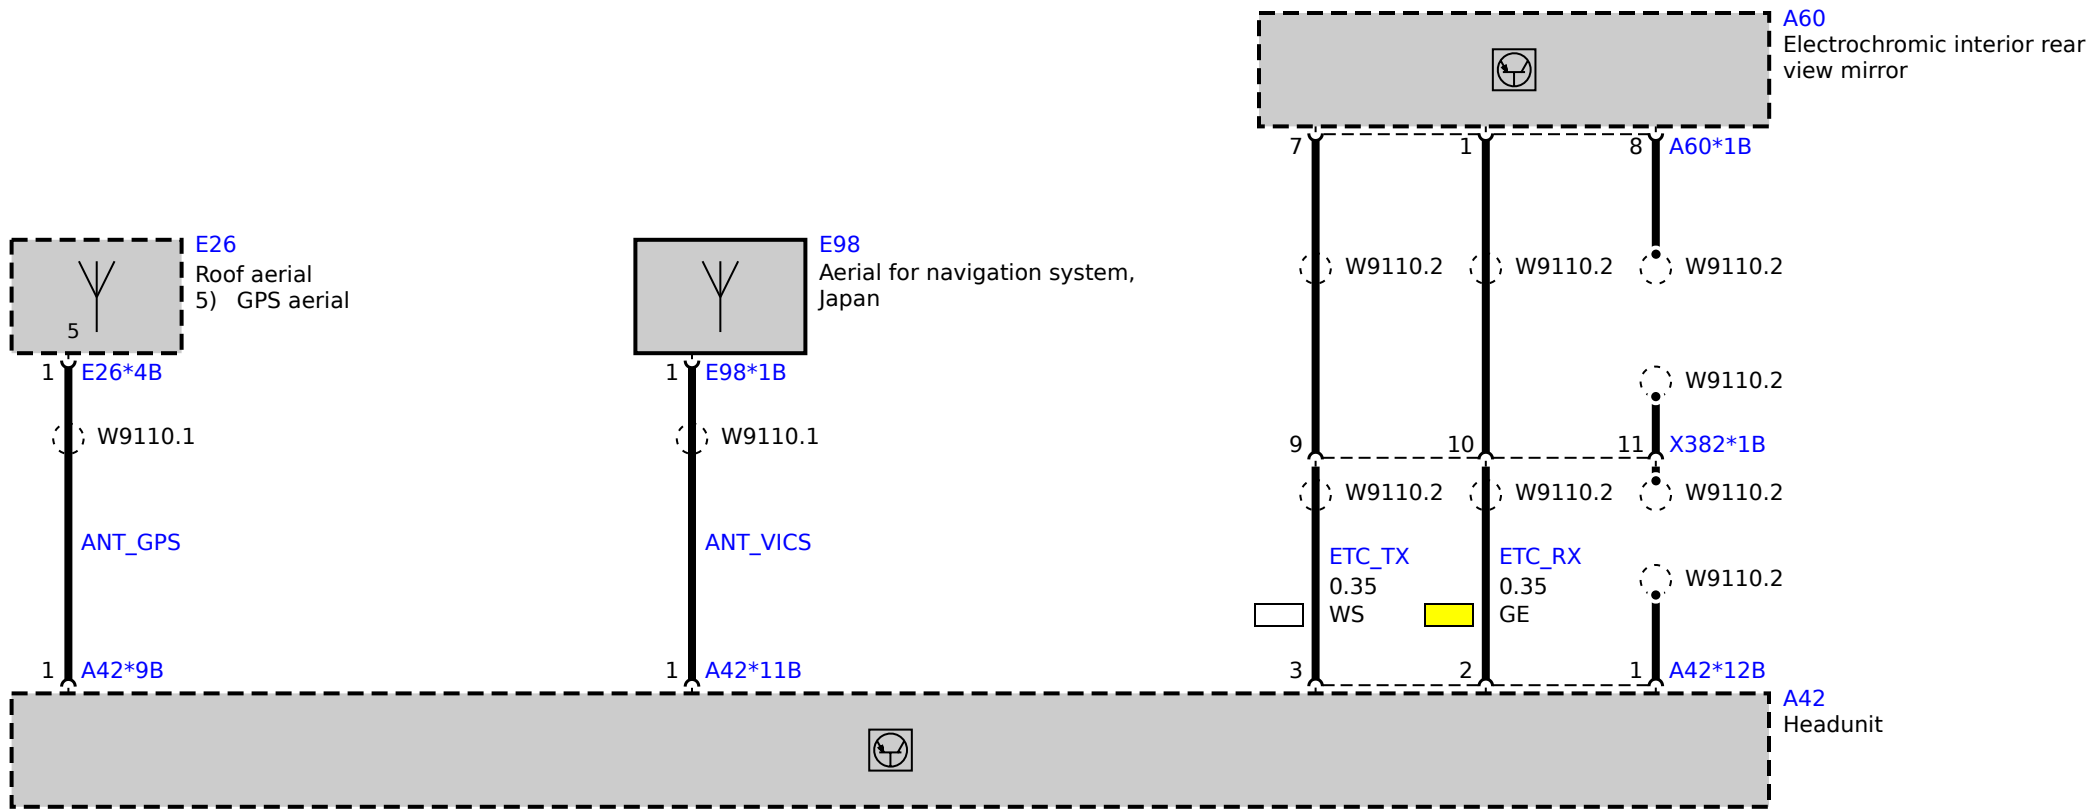 A60
Electrochromic interior rear
view mirror
7
1
8
A60*1B
E26
Roof aerial
5) GPS aerial
5
E98
Aerial for navigation system,
Japan
W9110.2
W9110.2
W9110.2
1
E26*4B
1
E98*1B
W9110.2
W9110.1
W9110.1
9
10
11
X382*1B
W9110.2
W9110.2
W9110.2
ANT_GPS
ANT_VICS
ETC_TX
0.35
WS
ETC_RX
0.35
GE
W9110.2
1
A42*9B
1
A42*11B
3
2
1
A42*12B
A42
Headunit